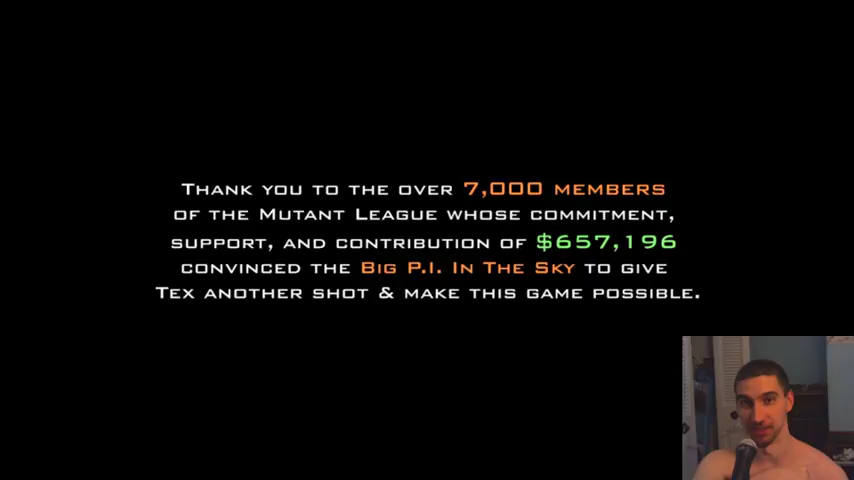 Thank you to the over 7,000 members
of the Mutant League whose commitment,
support, and contribution of $657,196
convinced the Big P.I. In The Sky to give
Tex another shot & make this game possible.